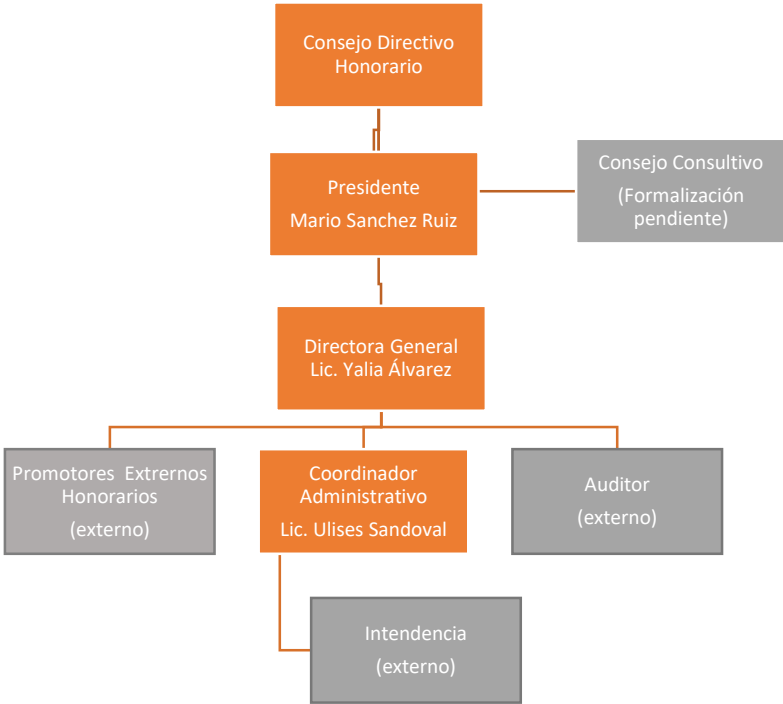 Consejo Directivo
Honorario
Presidente
Mario Sanchez Ruiz
Consejo Consultivo
(Formalización
pendiente)
Directora General
Lic. Yalia Álvarez
Promotores Extrernos
Honorarios
(externo)
Coordinador
Administrativo
Lic. Ulises Sandoval
Auditor
(externo)
Intendencia
(externo)